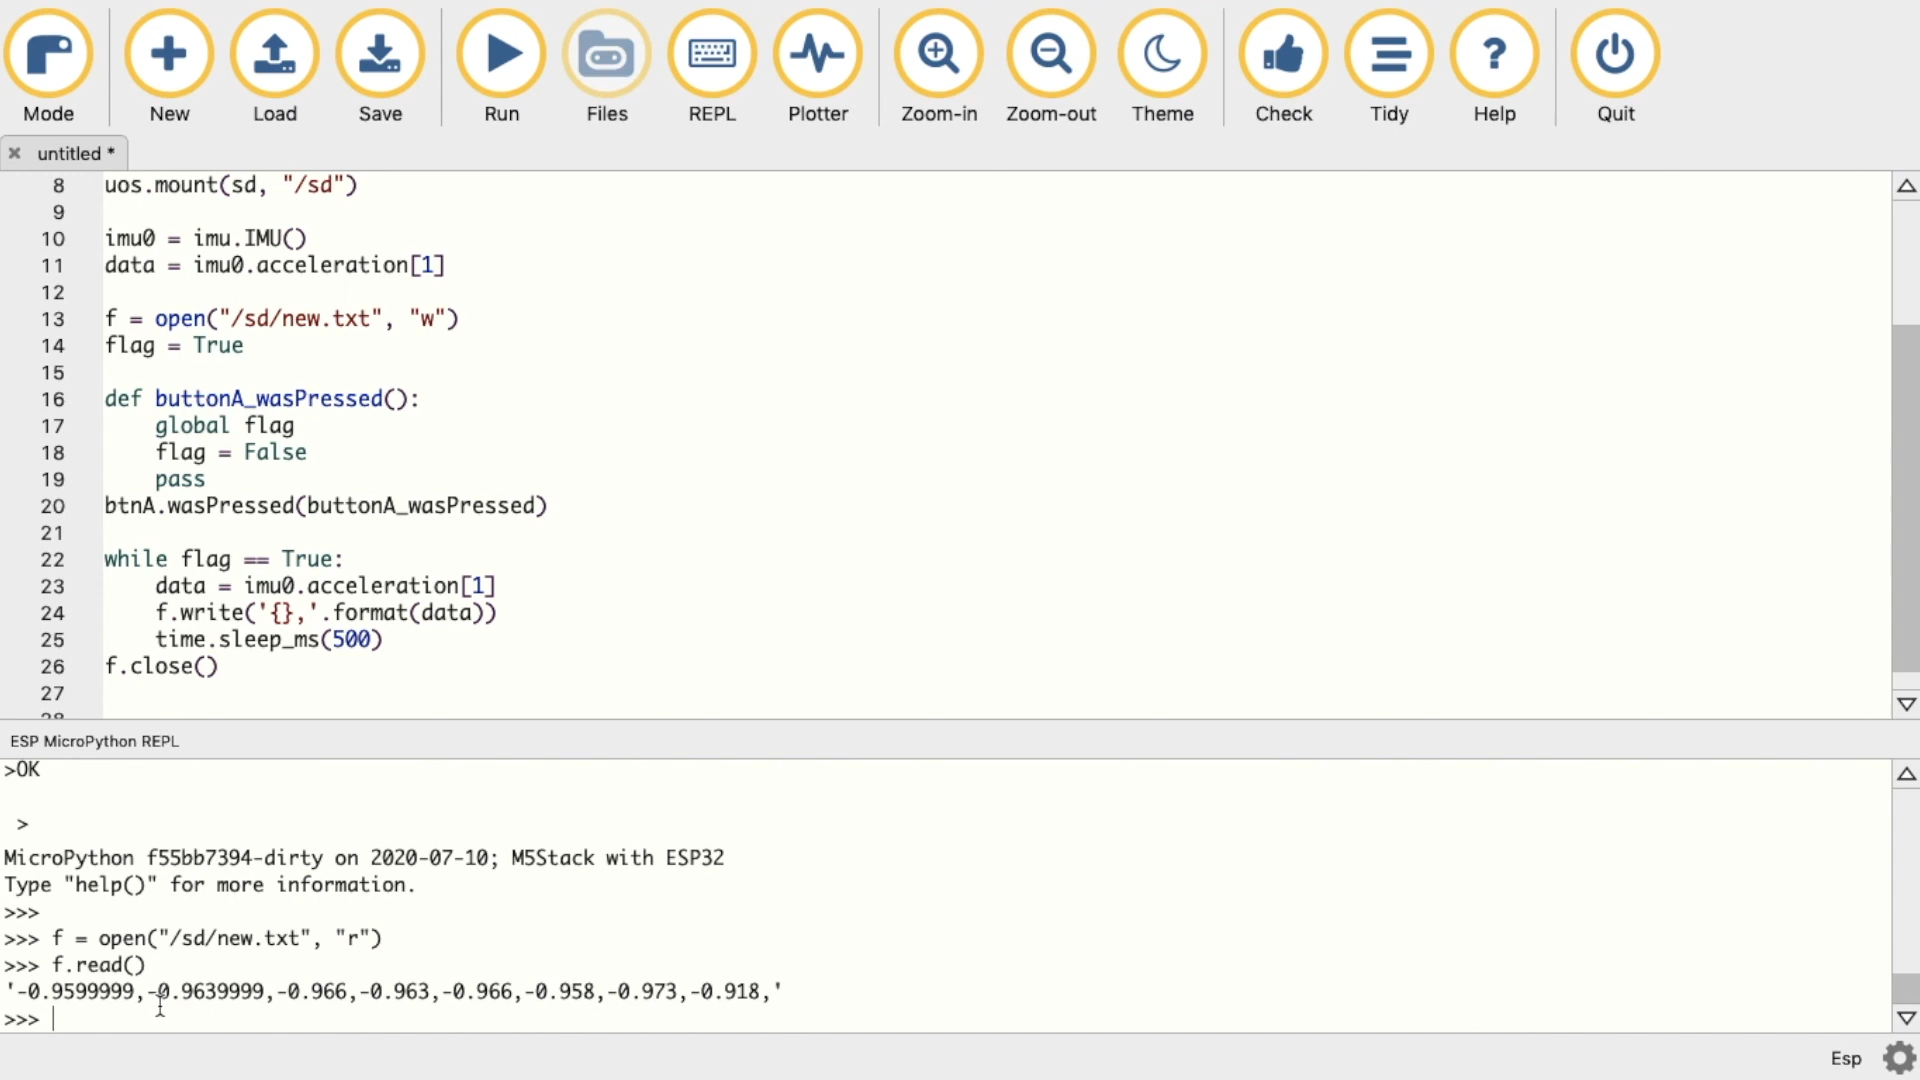 Mode New Load Save Run Files REPL Plotter Zoom-in Zoom-out Theme Check Tidy Help Quit
untitled *
8 uos.mount(sd, "/sd")
9
10 imu0 = imu.IMU()
11 data = imu0.acceleration[1]
12
13 f = open("/sd/new.txt", "w")
14 flag = True
15
16 def buttonA_wasPressed():
17     global flag
18     flag = False
19     pass
20 btnA.wasPressed(buttonA_wasPressed)
21
22 while flag == True:
23     data = imu0.acceleration[1]
24     f.write('{},'.format(data))
25     time.sleep_ms(500)
26 f.close()
27
28
ESP MicroPython REPL
>OK
>
MicroPython f55bb7394-dirty on 2020-07-10; M5Stack with ESP32
Type "help()" for more information.
>>>
>>> f = open("/sd/new.txt", "r")
>>> f.read()
'-0.9599999,-0.9639999,-0.966,-0.963,-0.966,-0.958,-0.973,-0.918,'
>>>
Esp